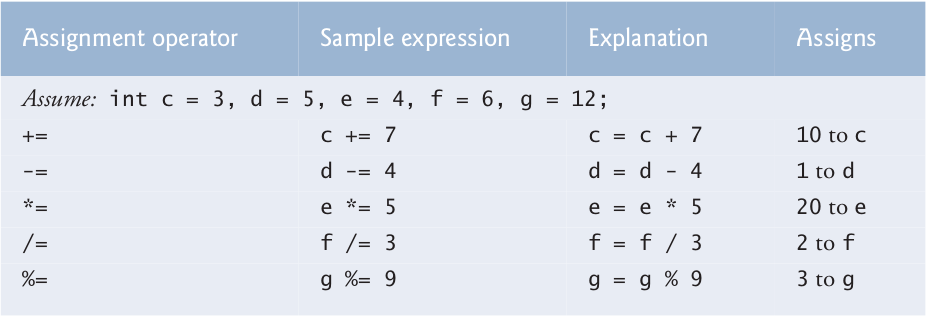 Assignment operator Sample expression Explanation Assigns
Assume: int c = 3, d = 5, e = 4, f = 6, g = 12;
+= c += 7 c = c + 7 10 to c
-= d -= 4 d = d - 4 1 to d
*= e *= 5 e = e * 5 20 to e
/= f /= 3 f = f / 3 2 to f
%= g %= 9 g = g % 9 3 to g